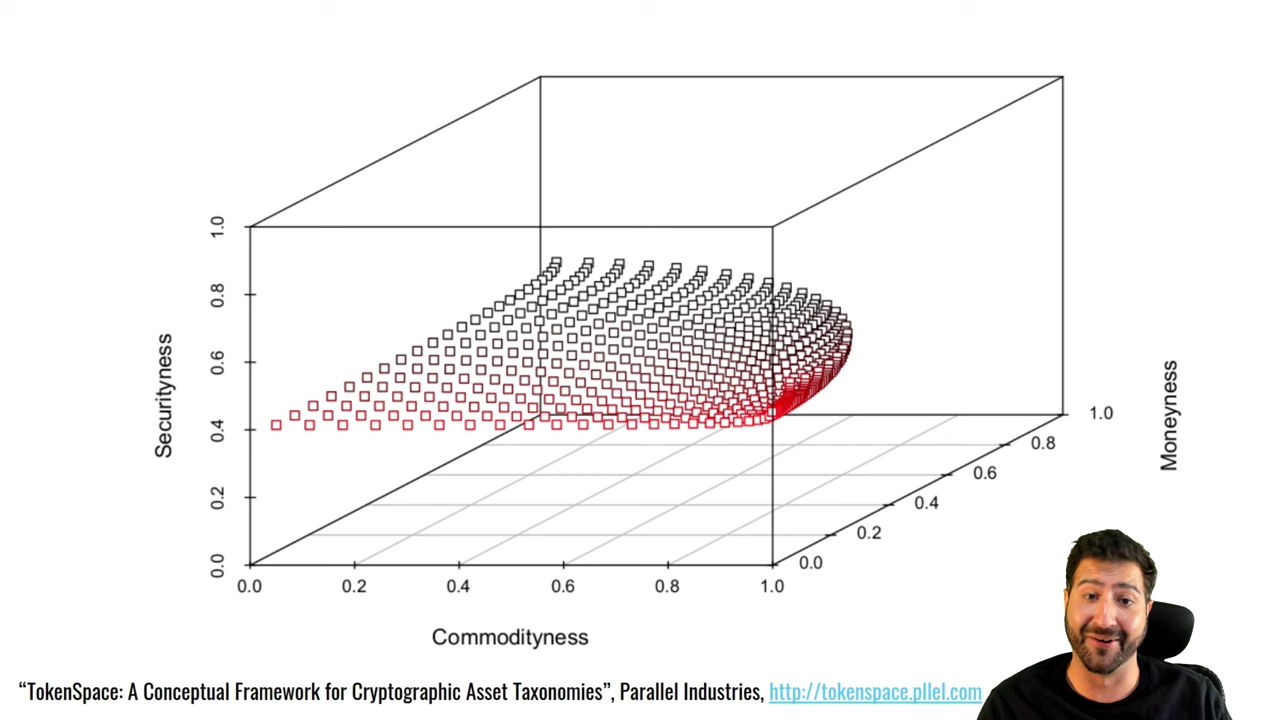 1.0
0.8
0.6
0.4
0.2
0.0
Securityness
0.0 0.2 0.4 0.6 0.8 1.0
Commodityness
0.0
0.2
0.4
0.6
0.8
1.0
Moneyness
“TokenSpace: A Conceptual Framework for Cryptographic Asset Taxonomies”, Parallel Industries, http://tokenspace.pllel.com